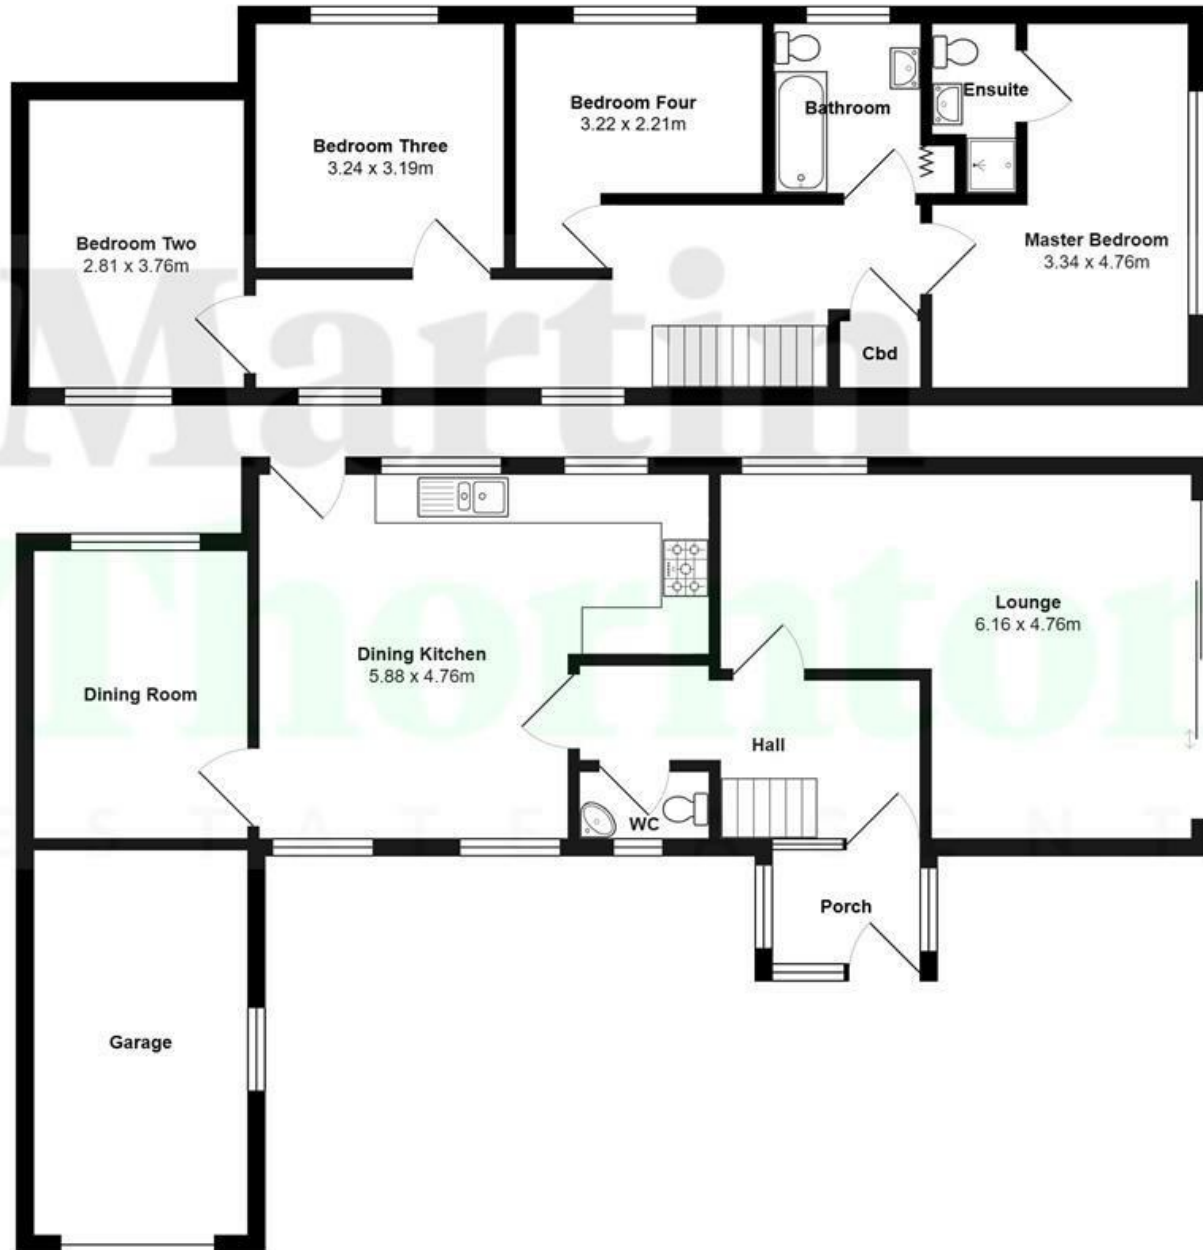 Bedroom Three
3.24 x 3.19m
Bedroom Four
3.22 x 2.21m
Bathroom
Ensuite
Bedroom Two
2.81 x 3.76m
Master Bedroom
3.34 x 4.76m
Cbd
Martin
Thornton
Lounge
6.16 x 4.76m
Dining Kitchen
5.88 x 4.76m
Dining Room
Hall
WC
ESTATE AGENT
Porch
Garage